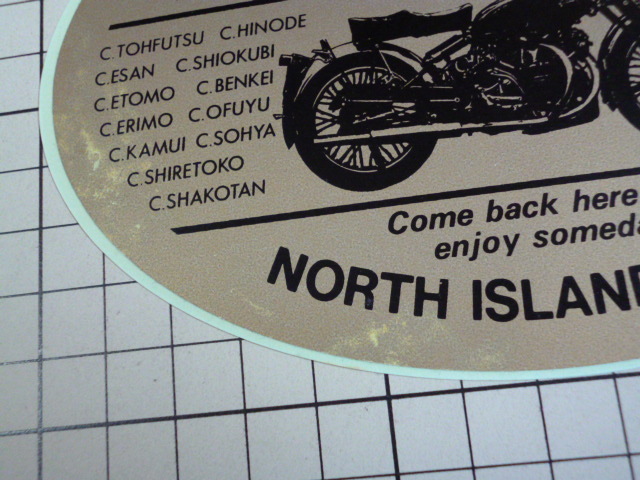 C.TOHFUTSU C.HINODE
C.ESAN C.SHIOKUBI
C.ETOMO C.BENKEI
C.ERIMO C.OFUYU
C.KAMUI C.SOHYA
C.SHIRETOKO
C.SHAKOTAN
Come back here
enjoy someda
NORTH ISLAN